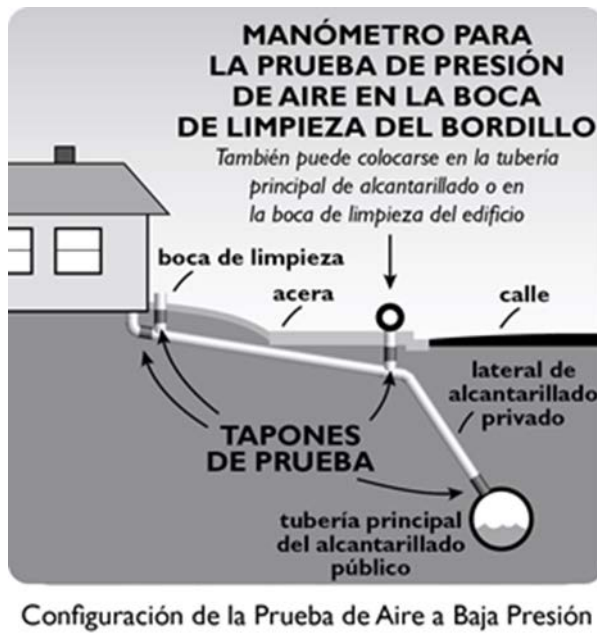 MANÓMETRO PARA
LA PRUEBA DE PRESIÓN
DE AIRE EN LA BOCA
DE LIMPIEZA DEL BORDILLO
También puede colocarse en la tubería
principal de alcantarillado o en
la boca de limpieza del edificio
boca de limpieza
acera
calle
lateral de
alcantarillado
privado
TAPONES
DE PRUEBA
tubería principal
del alcantarillado
público
Configuración de la Prueba de Aire a Baja Presión